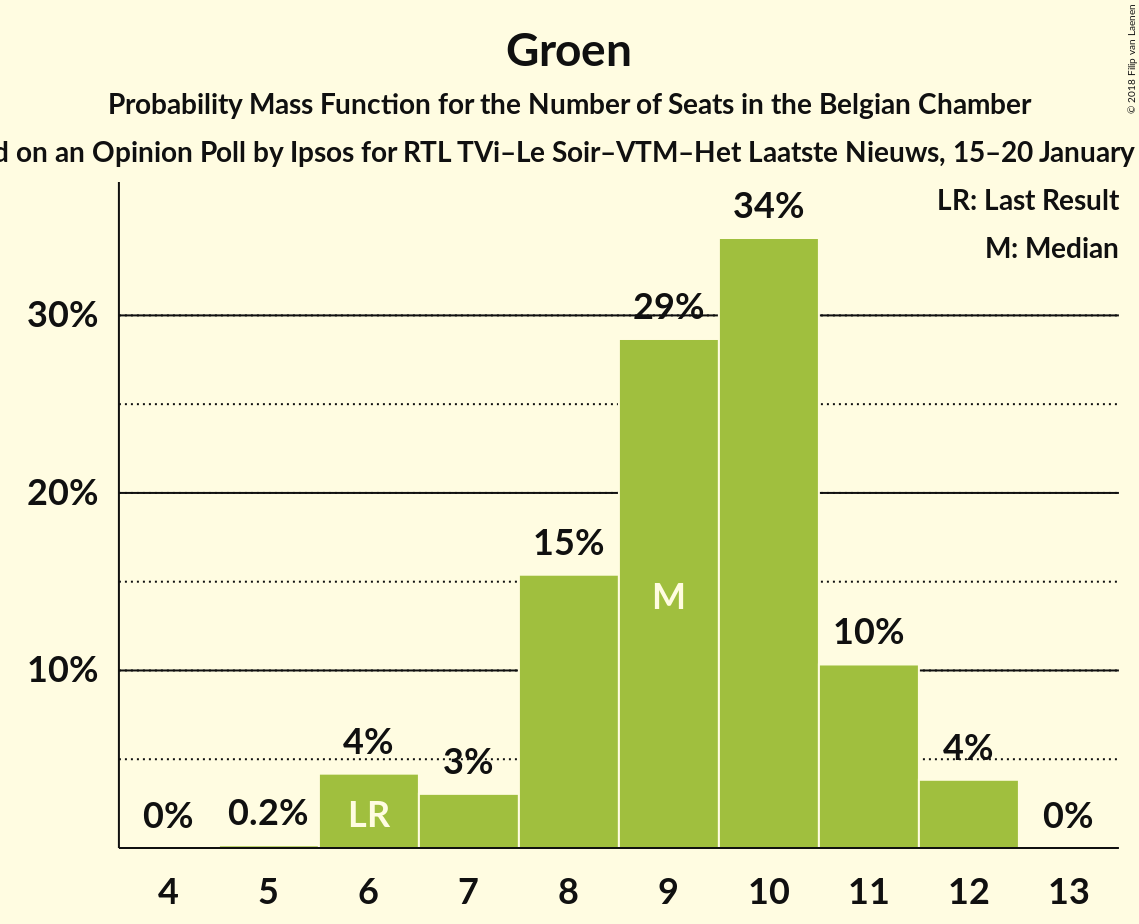 Groen
Probability Mass Function for the Number of Seats in the Belgian Chamber
d on an Opinion Poll by Ipsos for RTL TVi–Le Soir–VTM–Het Laatste Nieuws, 15–20 January
© 2018 Filip van Laenen
LR: Last Result
M: Median
34%
30%
29%
20%
15%
M
10%
10%
4%
3%
4%
0%
0.2%
LR
0%
4 5 6 7 8 9 10 11 12 13